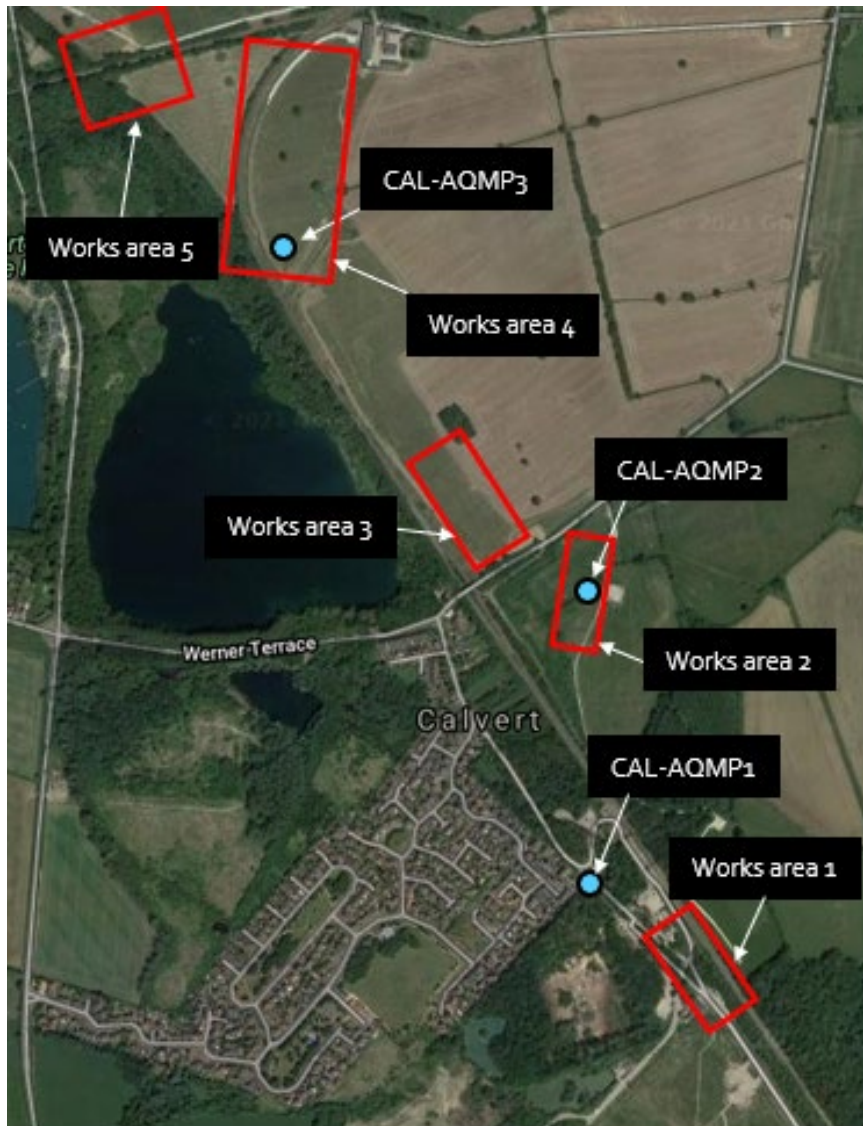 CAL-AQMP3
Works area 5
Works area 4
CAL-AQMP2
Works area 3
Werner Terrace
Works area 2
Calvert
CAL-AQMP1
Works area 1